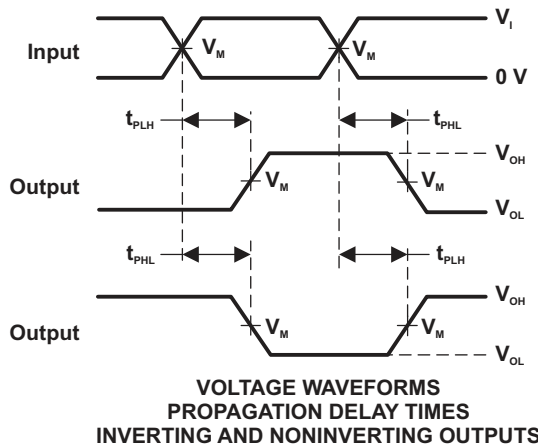 V_I
Input
V_M
V_M
0 V
t_PLH
t_PHL
V_OH
Output
V_M
V_M
V_OL
t_PHL
t_PLH
V_OH
Output
V_M
V_M
V_OL
VOLTAGE WAVEFORMS
PROPAGATION DELAY TIMES
INVERTING AND NONINVERTING OUTPUTS